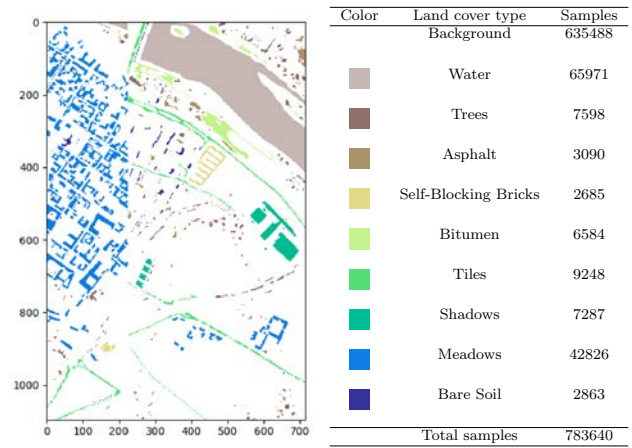 Color Land cover type Samples
Background 635488
Water 65971
Trees 7598
Asphalt 3090
Self-Blocking Bricks 2685
Bitumen 6584
Tiles 9248
Shadows 7287
Meadows 42826
Bare Soil 2863
Total samples 783640
0
200
400
600
800
1000
0 100 200 300 400 500 600 700